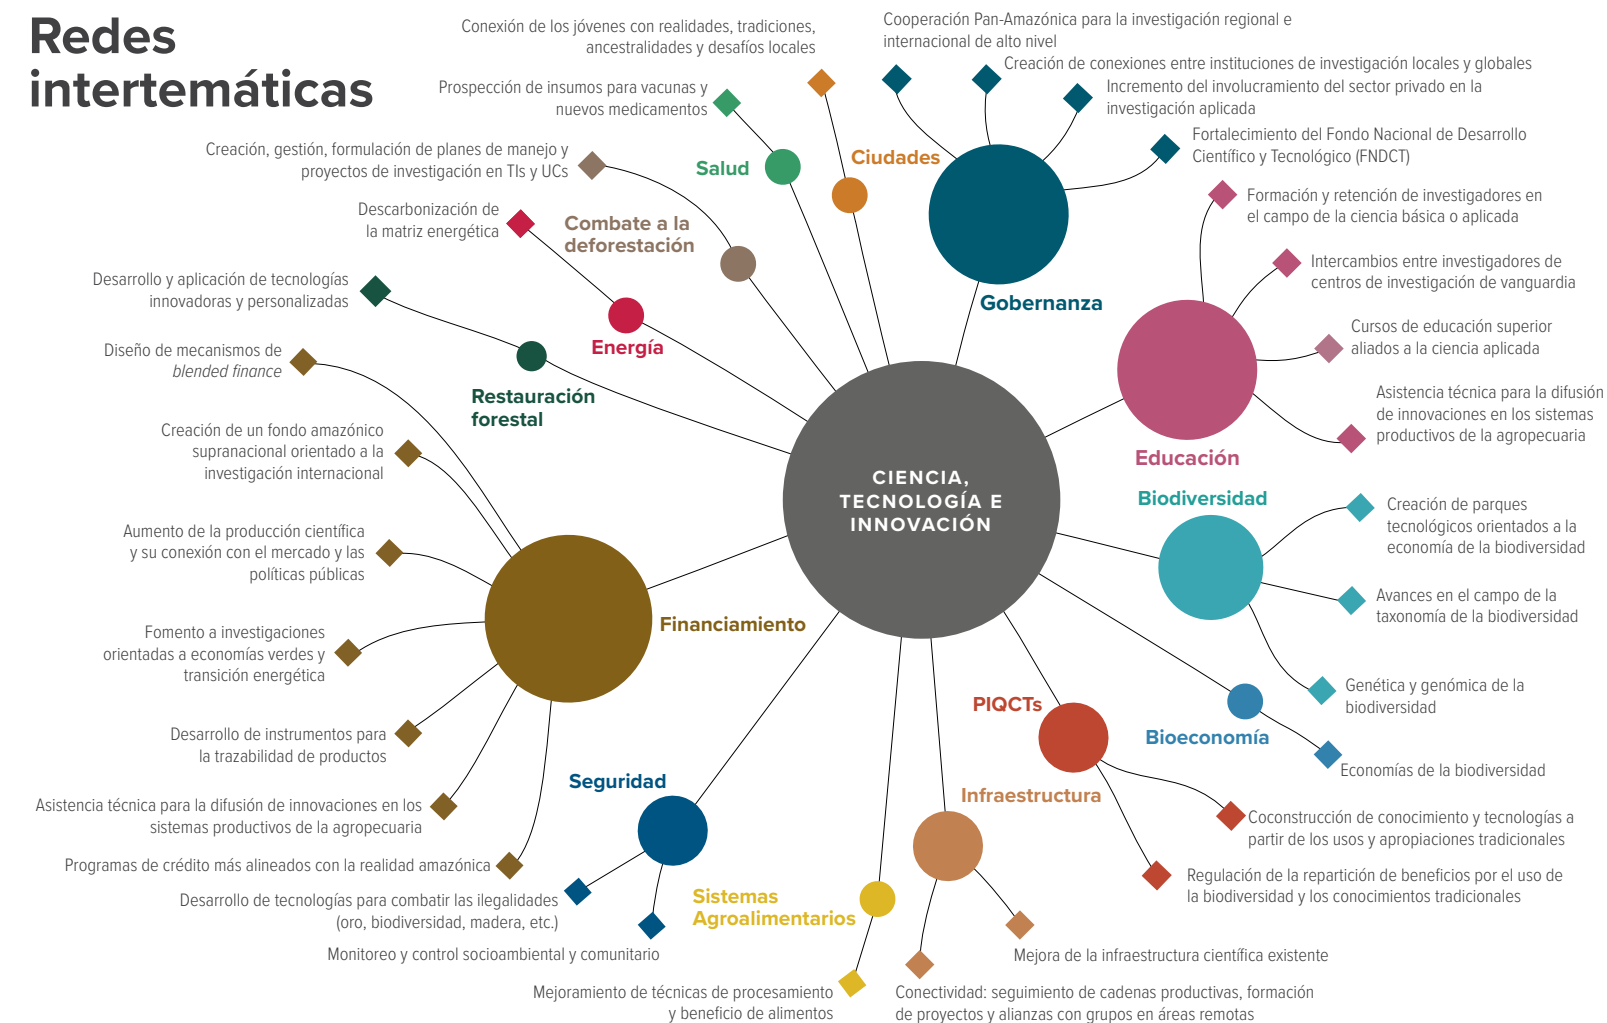 Redes
intertemáticas
Conexión de los jóvenes con realidades, tradiciones,
ancestralidades y desafíos locales
Prospección de insumos para vacunas y
nuevos medicamentos
Creación, gestión, formulación de planes de manejo y
proyectos de investigación en TIs y UCs
Descarbonización de
la matriz energética
Desarrollo y aplicación de tecnologías
innovadoras y personalizadas
Diseño de mecanismos de
blended finance
Creación de un fondo amazónico
supranacional orientado a la
investigación internacional
Aumento de la producción científica
y su conexión con el mercado y las
políticas públicas
Fomento a investigaciones
orientadas a economías verdes y
transición energética
Desarrollo de instrumentos para
la trazabilidad de productos
Asistencia técnica para la difusión de innovaciones en los
sistemas productivos de la agropecuaria
Programas de crédito más alineados con la realidad amazónica
Desarrollo de tecnologías para combatir las ilegalidades
(oro, biodiversidad, madera, etc.)
Monitoreo y control socioambiental y comunitario
Mejoramiento de técnicas de procesamiento
y beneficio de alimentos
Salud
Ciudades
Combate a la
deforestación
Energía
Restauración
forestal
Financiamiento
Seguridad
Sistemas
Agroalimentarios
CIENCIA,
TECNOLOGÍA E
INNOVACIÓN
Cooperación Pan-Amazónica para la investigación regional e
internacional de alto nivel
Creación de conexiones entre instituciones de investigación locales y globales
Incremento del involucramiento del sector privado en la
investigación aplicada
Fortalecimiento del Fondo Nacional de Desarrollo
Científico y Tecnológico (FNDCT)
Gobernanza
Formación y retención de investigadores en
el campo de la ciencia básica o aplicada
Intercambios entre investigadores de
centros de investigación de vanguardia
Cursos de educación superior
aliados a la ciencia aplicada
Asistencia técnica para la difusión
de innovaciones en los sistemas
productivos de la agropecuaria
Educación
Biodiversidad
Creación de parques
tecnológicos orientados a la
economía de la biodiversidad
Avances en el campo de la
taxonomía de la biodiversidad
Genética y genómica de la
biodiversidad
PIQCTs
Bioeconomía
Economías de la biodiversidad
Infraestructura
Coconstrucción de conocimiento y tecnologías a
partir de los usos y apropiaciones tradicionales
Regulación de la repartición de beneficios por el uso de
la biodiversidad y los conocimientos tradicionales
Mejora de la infraestructura científica existente
Conectividad: seguimiento de cadenas productivas, formación
de proyectos y alianzas con grupos en áreas remotas